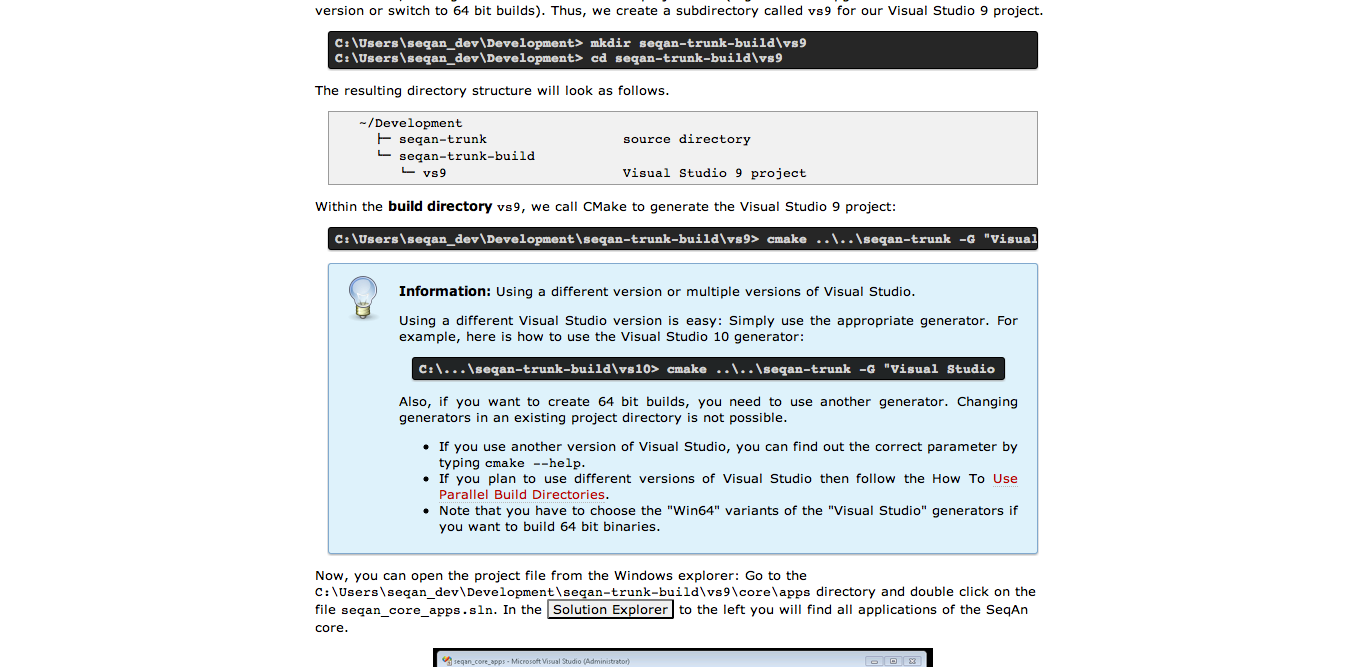 version or switch to 64 bit builds). Thus, we create a subdirectory called vs9 for our Visual Studio 9 project.
C:\Users\seqan_dev\Development> mkdir seqan-trunk-build\vs9
C:\Users\seqan_dev\Development> cd seqan-trunk-build\vs9
The resulting directory structure will look as follows.
~/Development
├─ seqan-trunk source directory
└─ seqan-trunk-build
└─ vs9 Visual Studio 9 project
Within the build directory vs9, we call CMake to generate the Visual Studio 9 project:
C:\Users\seqan_dev\Development\seqan-trunk-build\vs9> cmake ..\..\seqan-trunk -G "Visual
Information: Using a different version or multiple versions of Visual Studio.
Using a different Visual Studio version is easy: Simply use the appropriate generator. For
example, here is how to use the Visual Studio 10 generator:
C:\...\seqan-trunk-build\vs10> cmake ..\..\seqan-trunk -G "Visual Studio
Also, if you want to create 64 bit builds, you need to use another generator. Changing
generators in an existing project directory is not possible.
• If you use another version of Visual Studio, you can find out the correct parameter by
typing cmake --help.
• If you plan to use different versions of Visual Studio then follow the How To Use
Parallel Build Directories.
• Note that you have to choose the "Win64" variants of the "Visual Studio" generators if
you want to build 64 bit binaries.
Now, you can open the project file from the Windows explorer: Go to the
C:\Users\seqan_dev\Development\seqan-trunk-build\vs9\core\apps directory and double click on the
file seqan_core_apps.sln. In the Solution Explorer to the left you will find all applications of the SeqAn
core.
seqan_core_apps - Microsoft Visual Studio (Administrator)